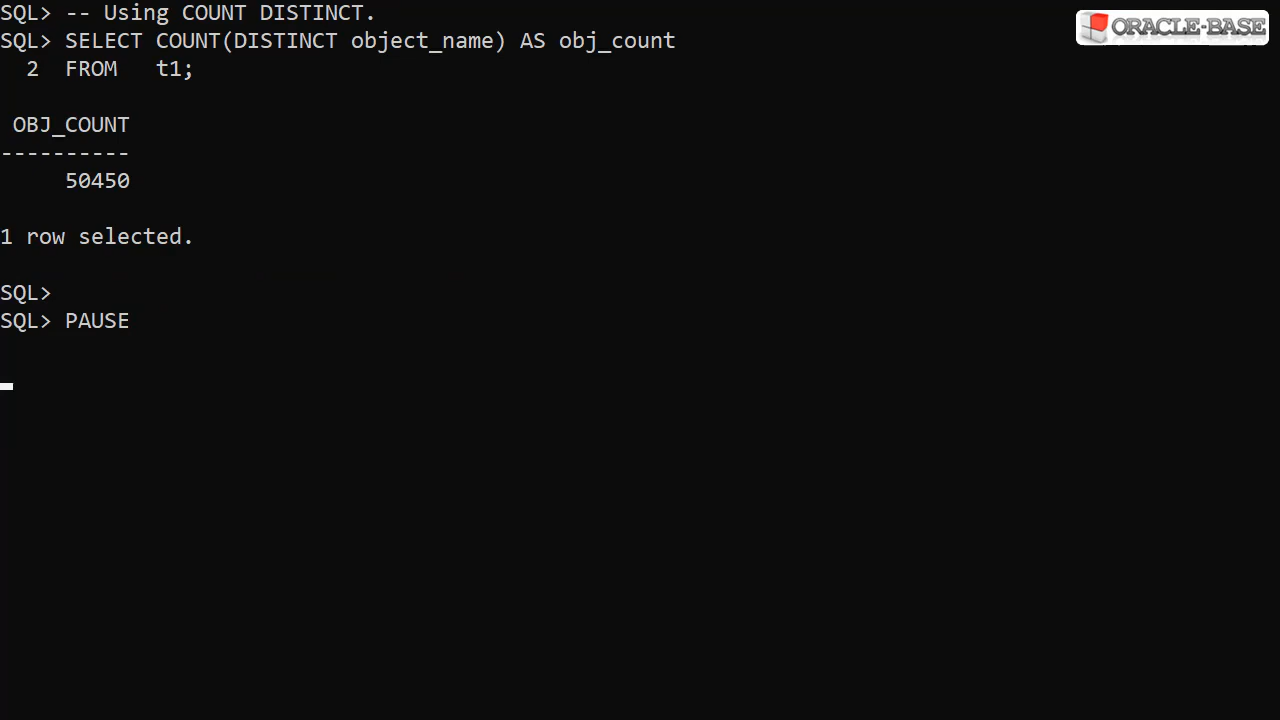 SQL> -- Using COUNT DISTINCT.
SQL> SELECT COUNT(DISTINCT object_name) AS obj_count
  2  FROM   t1;
ORACLE-BASE
 OBJ_COUNT
----------
     50450
1 row selected.
SQL>
SQL> PAUSE